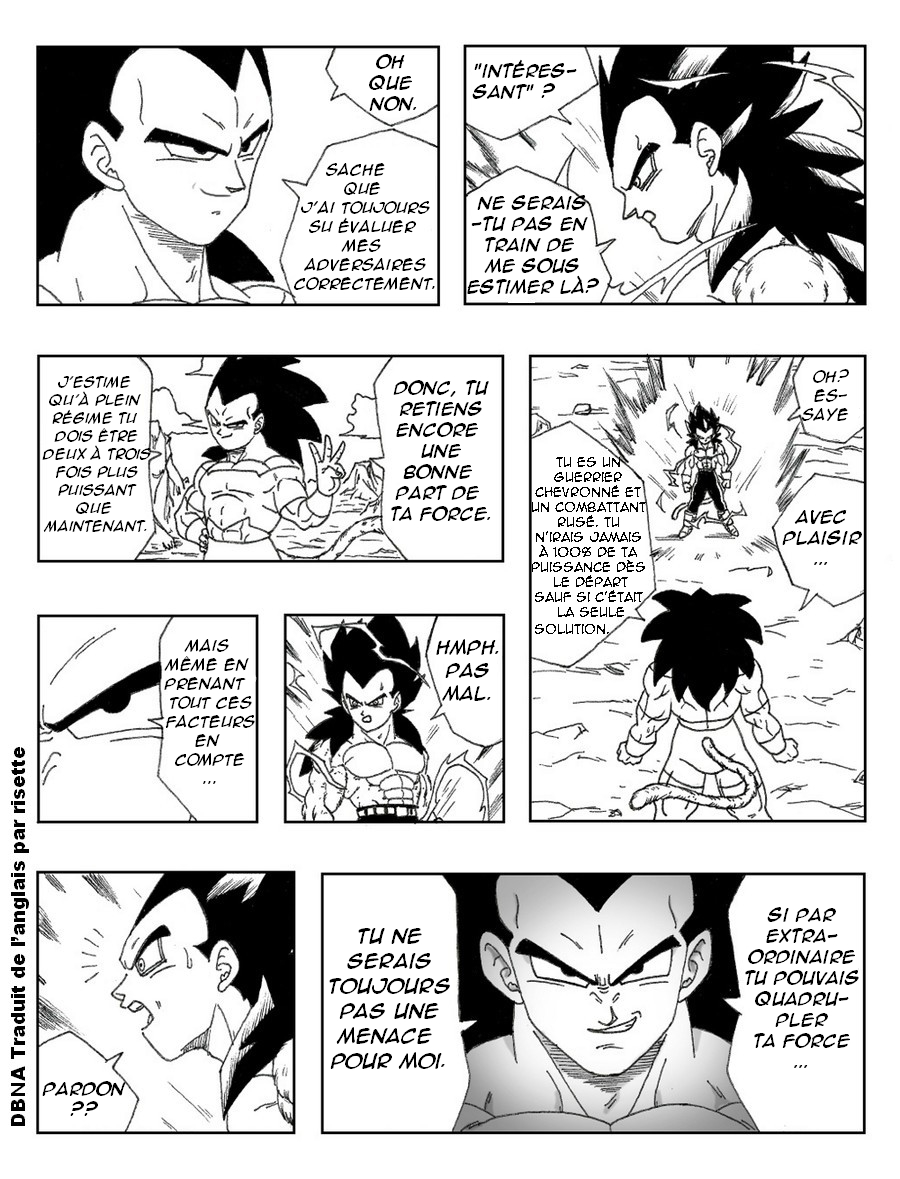 "INTÉRES-
SANT" ?
NE SERAIS
-TU PAS EN
TRAIN DE
ME SOUS
ESTIMER LÀ?
OH
QUE
NON.
SACHÉ
QUE
J'AI TOUJOURS
SU ÉVALUER
MES
ADVERSAIRES
CORRECTEMENT.
OH?
ES-
SAYE
AVEC
PLAISIR
...
TU ES UN
GUERRIER
CHEVRONNÉ ET
UN COMBATTANT
RUSÉ. TU
N'IRAIS JAMAIS
À 100% DE TA
PUISSANCE DÈS
LE DÉPART
SAUF SI C'ÉTAIT
LA SEULE
SOLUTION.
DONC, TU
RETIENS
ENCORE
UNE
BONNE
PART DE
TA FORCE.
J'ESTIME
QU'À PLEIN
RÉGIME TU
DOIS ÊTRE
DEUX À TROIS
FOIS PLUS
PUISSANT
QUE
MAINTENANT.
HMPH.
PAS
MAL.
MAIS
MÊME EN
PRENANT
TOUT CES
FACTEURS
EN
COMPTÉ
...
SI PAR
EXTRA-
ORDINAIRE
TU POUVAIS
QUADRU-
PLER
TA FORCE
...
TU NE
SERAIS
TOUJOURS
PAS UNE
MENACE
POUR MOI.
PARDON
??
DBNA Traduit de l'anglais par risette